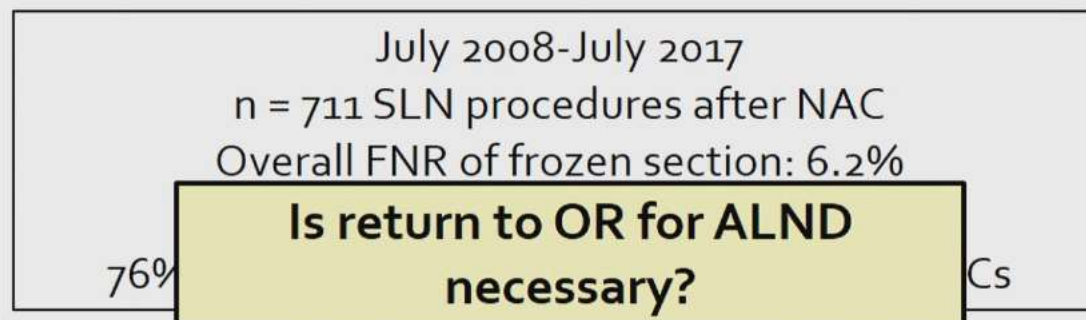 July 2008-July 2017
n = 711 SLN procedures after NAC
Overall FNR of frozen section: 6.2%
Is return to OR for ALND
necessary?
76% Cs